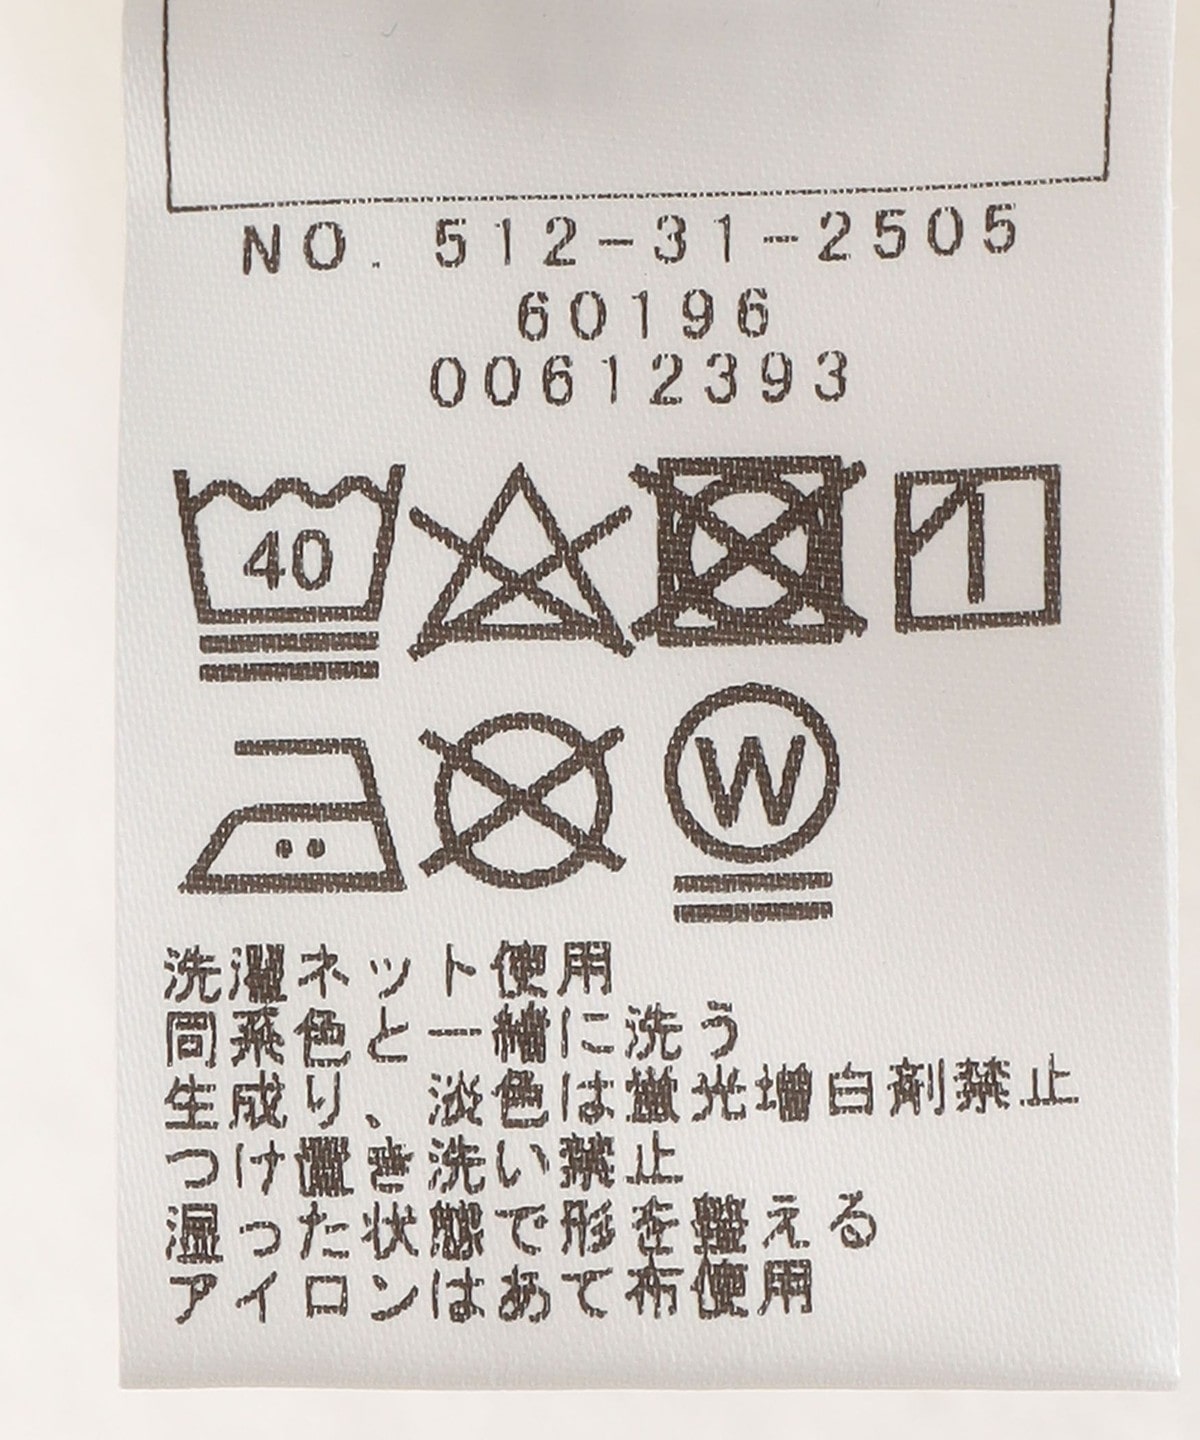 NO. 512-31-2505
60196
00612393
40
W
洗濯ネット使用
同系色と一緒に洗う
生成り、淡色は蛍光増白剤禁止
つけ置き洗い禁止
湿った状態で形を整える
アイロンはあて布使用